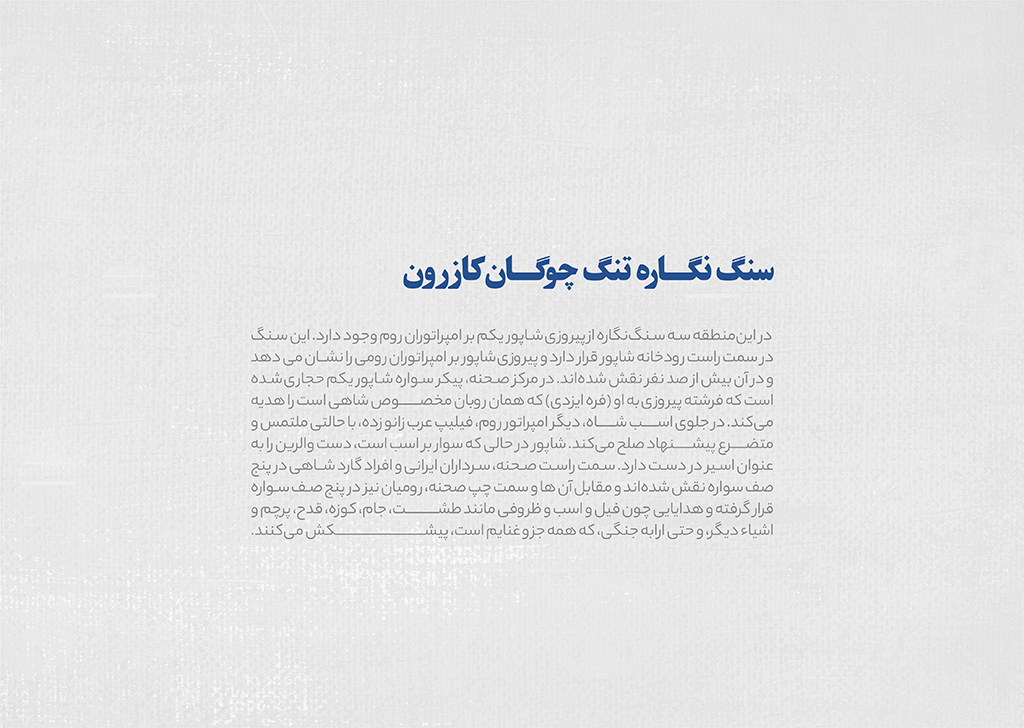 سنگ نگاره تنگ چوگان کازرون
در این منطقه سه سنگ‌نگاره از پیروزی شاپور یکم بر امپراتوران روم وجود دارد. این سنگ
در سمت راست رودخانه شاپور قرار دارد و پیروزی شاپور بر امپراتوران رومی را نشان می دهد
و در آن بیش از صد نفر نقش شده‌اند. در مرکز صحنه، پیکر سواره شاپور یکم حجاری شده
است که فرشته پیروزی به او (فره ایزدی) که همان روبان مخصوص شاهی است را هدیه
می‌کند. در جلوی اسب شاه، دیگر امپراتور روم، فیلیپ عرب زانو زده، با حالتی ملتمس و
متضرع پیشنهاد صلح می‌کند. شاپور در حالی که سوار بر اسب است، دست والرین را به
عنوان اسیر در دست دارد. سمت راست صحنه، سرداران ایرانی و افراد گارد شاهی در پنج
صف سواره نقش شده‌اند و مقابل آن ها و سمت چپ صحنه، رومیان نیز در پنج صف سواره
قرار گرفته و هدایایی چون فیل و اسب و ظروفی مانند طشت، جام، کوزه، قدح، پرچم و
اشیاء دیگر، و حتی ارابه جنگی، که همه جزو غنایم است، پیشکش می‌کنند.